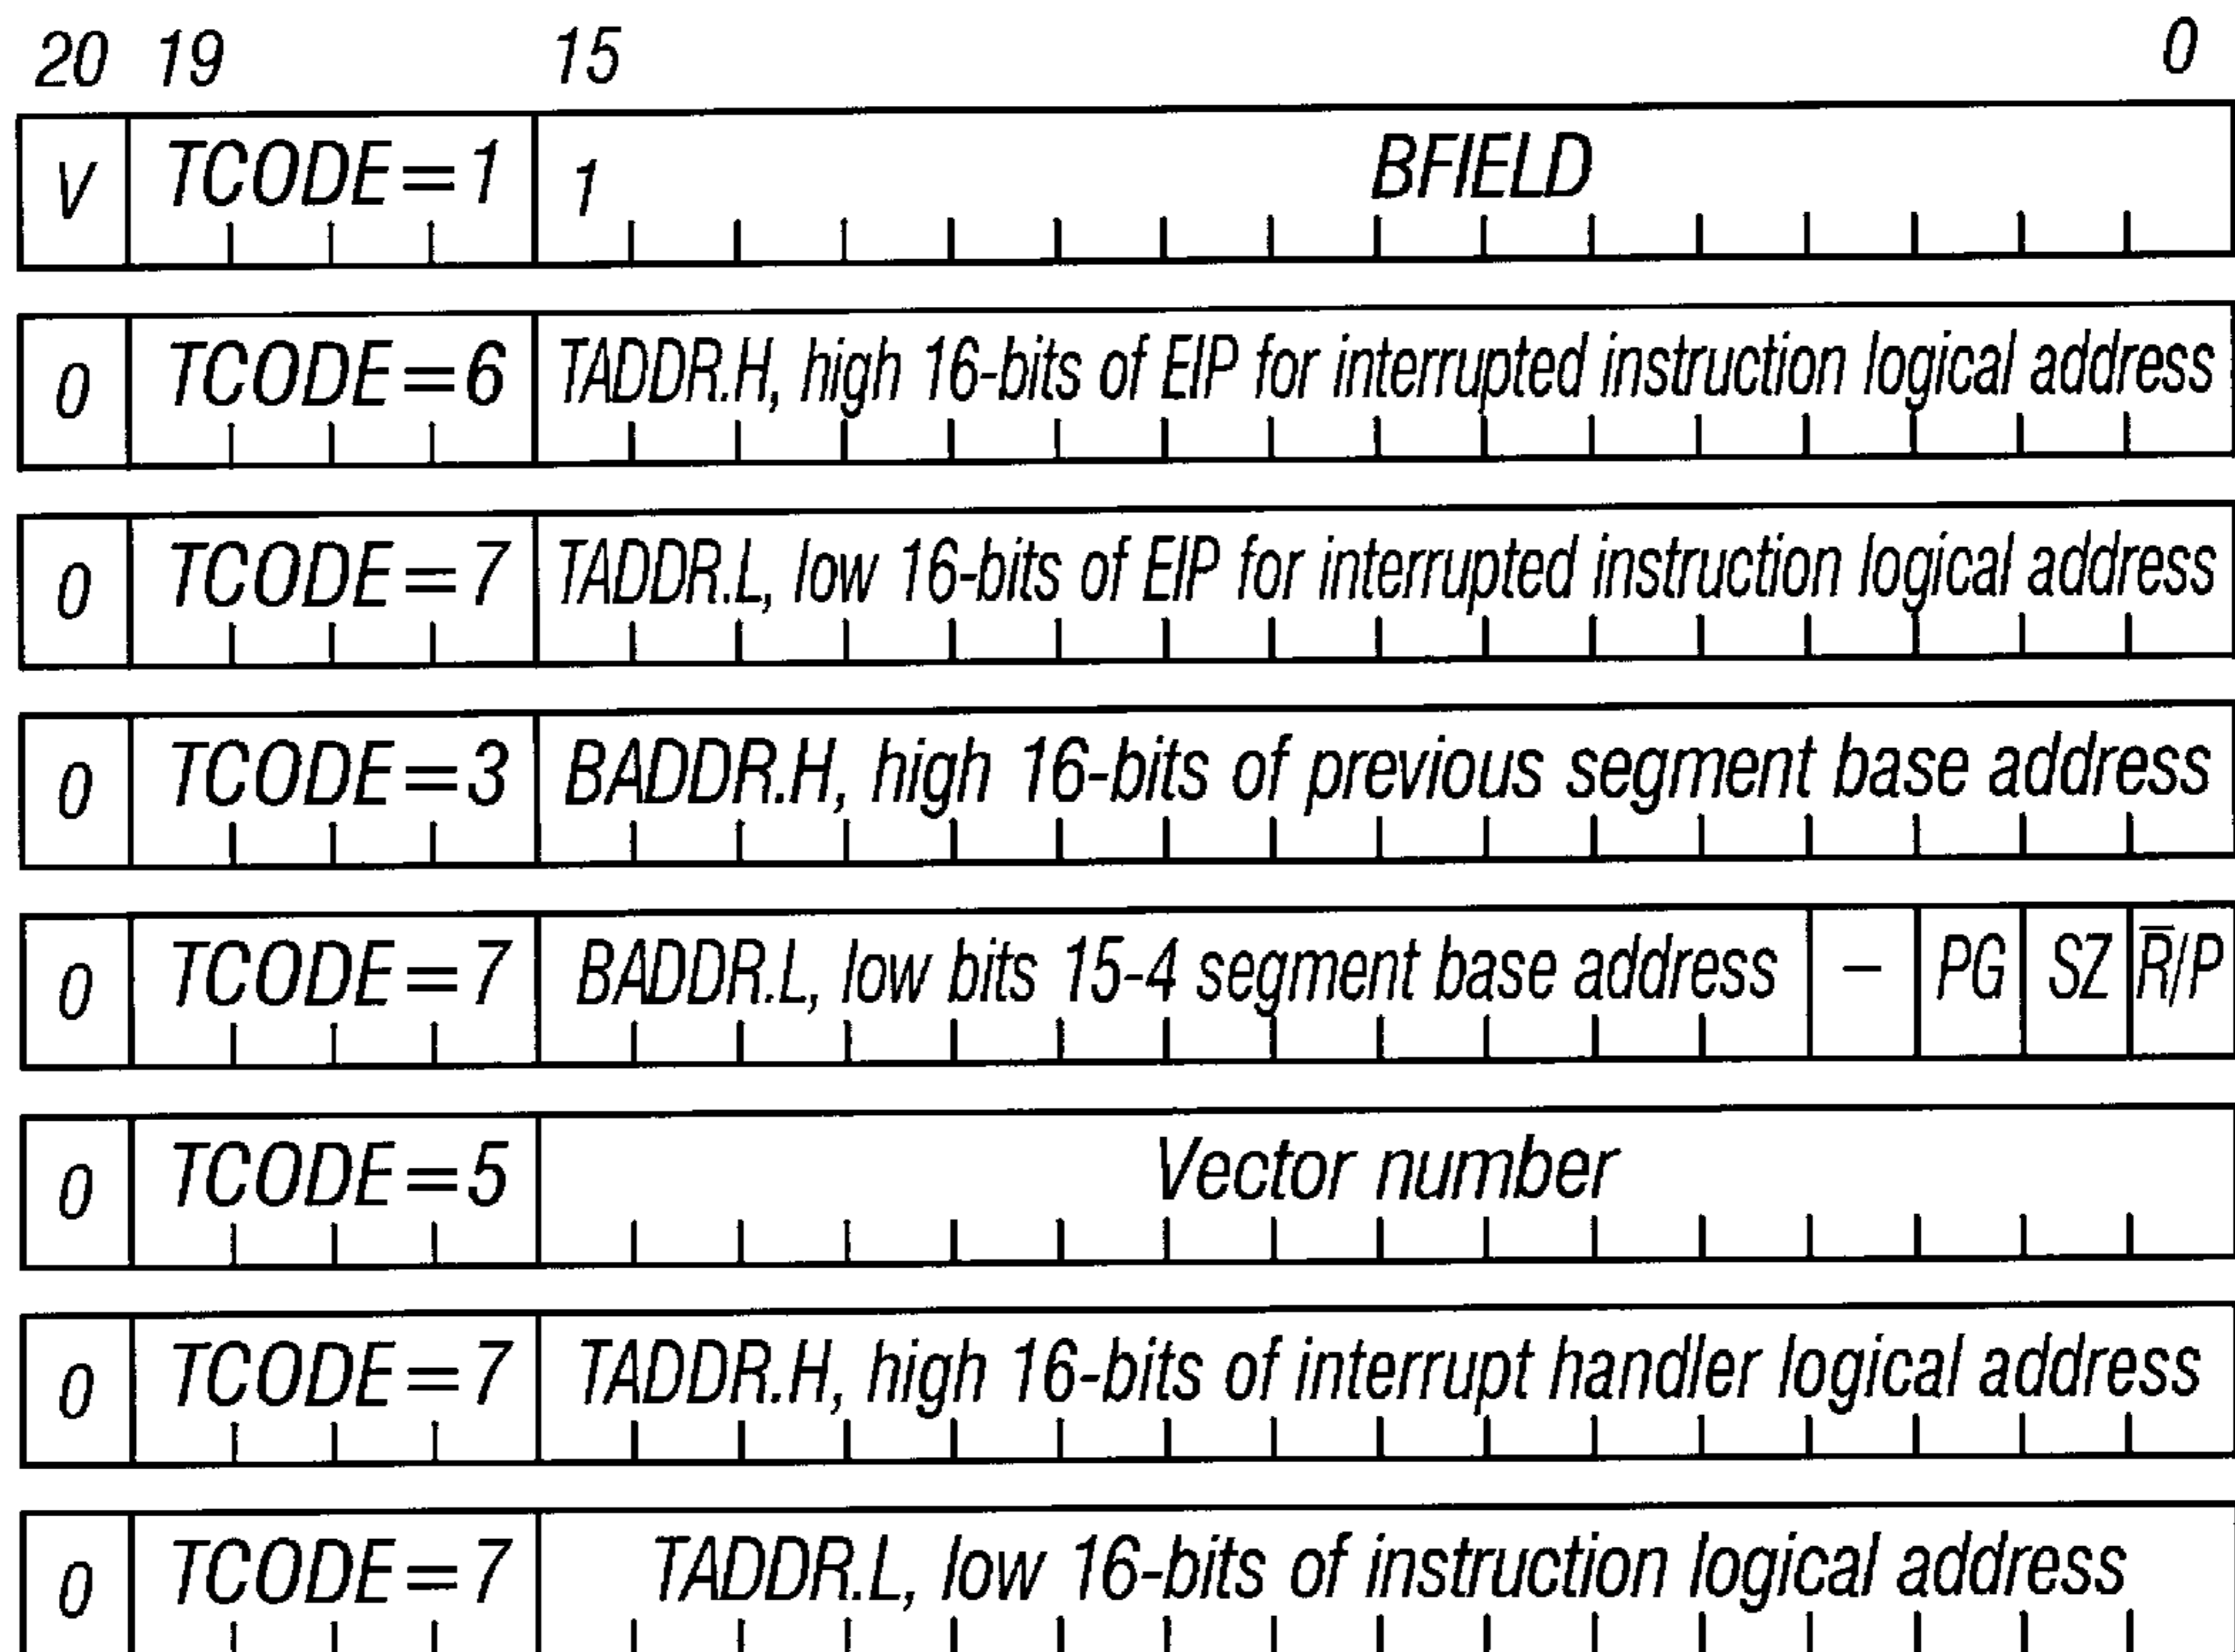 20 19 15 0
V TCODE=1 1 BFIELD
0 TCODE=6 TADDR.H, high 16-bits of EIP for interrupted instruction logical address
0 TCODE=7 TADDR.L, low 16-bits of EIP for interrupted instruction logical address
0 TCODE=3 BADDR.H, high 16-bits of previous segment base address
0 TCODE=7 BADDR.L, low bits 15-4 segment base address – PG SZ R̅/P
0 TCODE=5 Vector number
0 TCODE=7 TADDR.H, high 16-bits of interrupt handler logical address
0 TCODE=7 TADDR.L, low 16-bits of instruction logical address